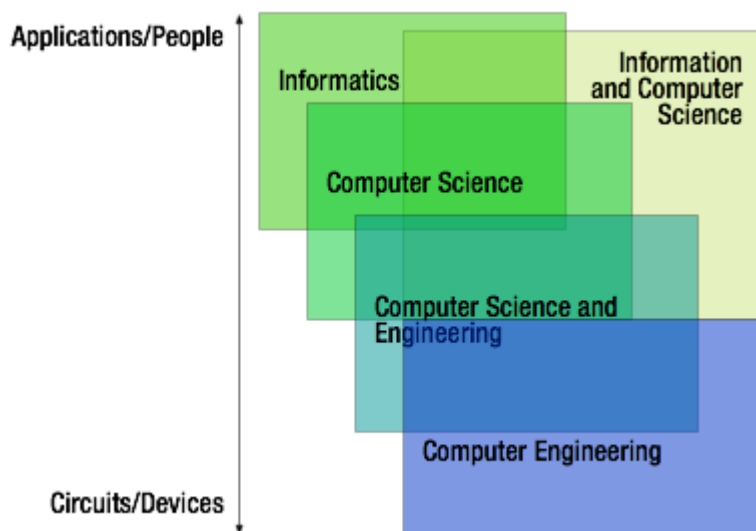 Applications/People
Informatics
Information
and Computer
Science
Computer Science
Computer Science and
Engineering
Computer Engineering
Circuits/Devices